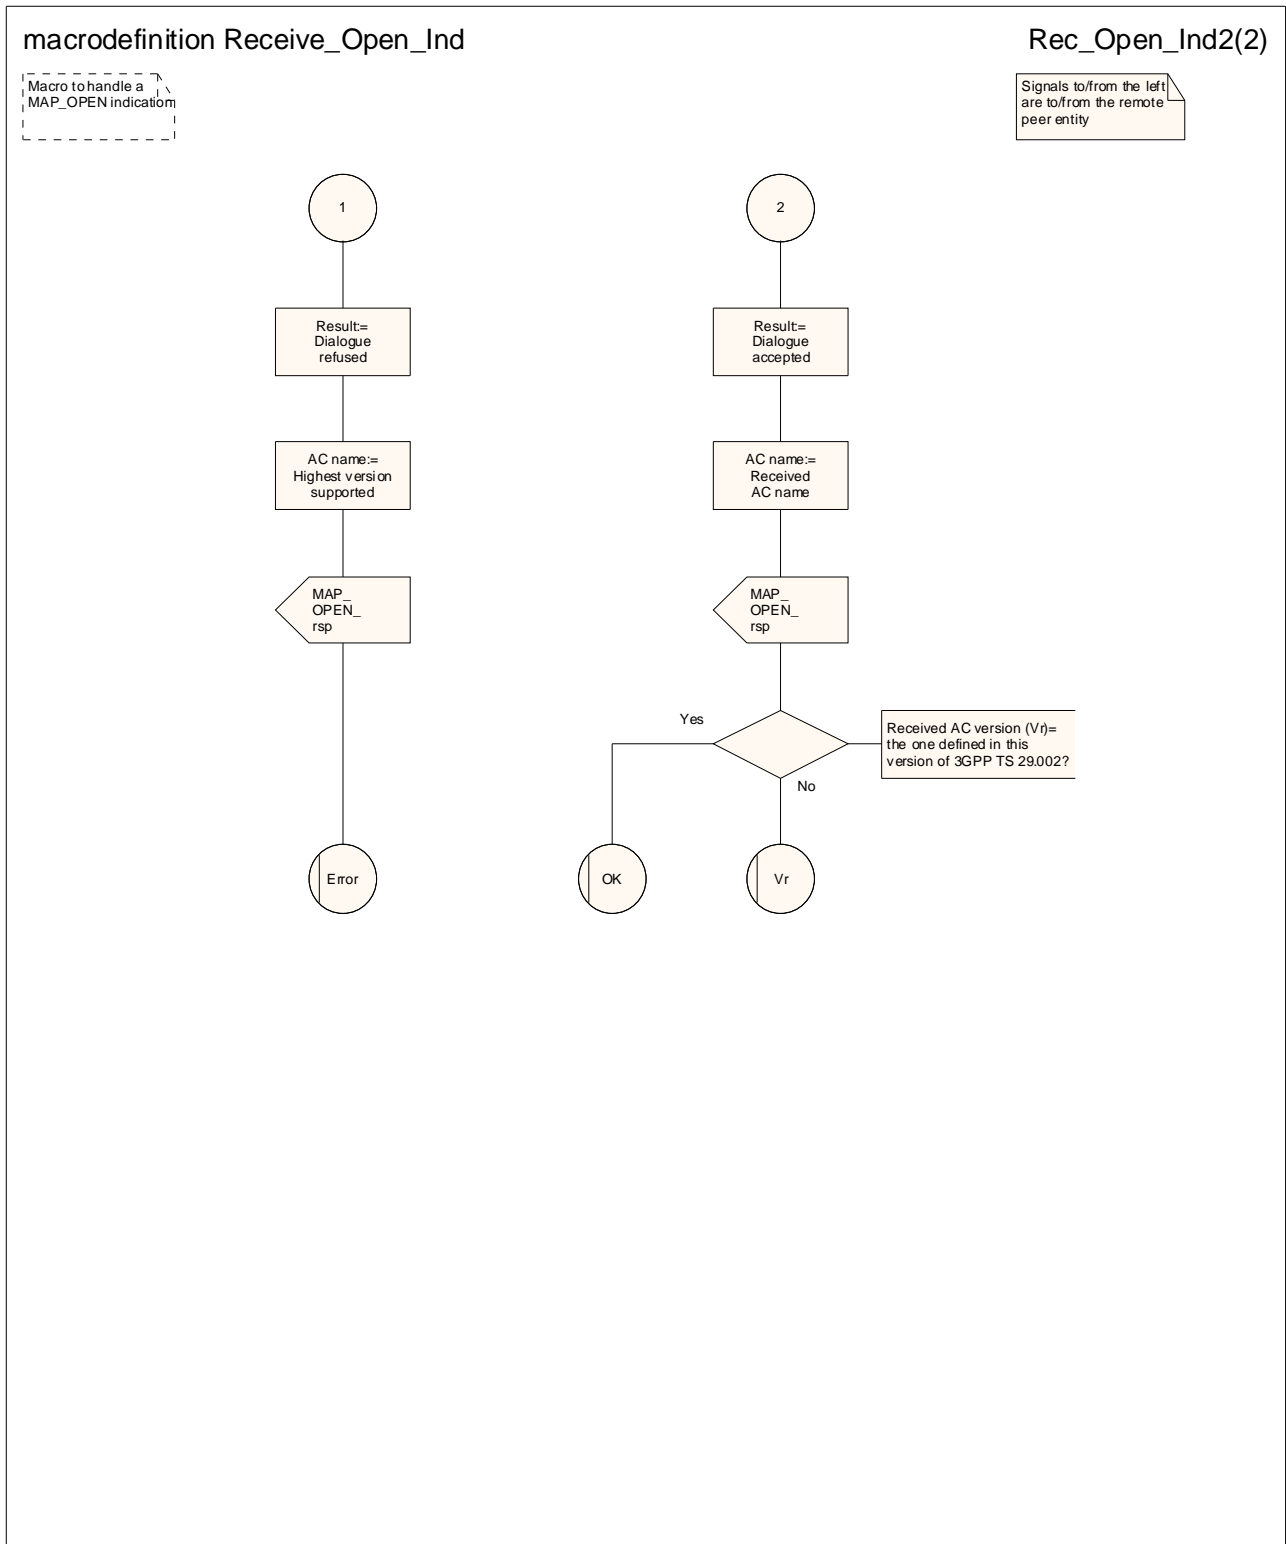 macrodefinition Receive_Open_Ind
Rec_Open_Ind2(2)
Macro to handle a
MAP_OPEN indication
Signals to/from the left
are to/from the remote
peer entity
1
2
Result:=
Dialogue
refused
Result:=
Dialogue
accepted
AC name:=
Highest version
supported
AC name:=
Received
AC name
MAP_
OPEN_
rsp
MAP_
OPEN_
rsp
Yes
Received AC version (Vr)=
the one defined in this
version of 3GPP TS 29.002?
No
Error
OK
Vr